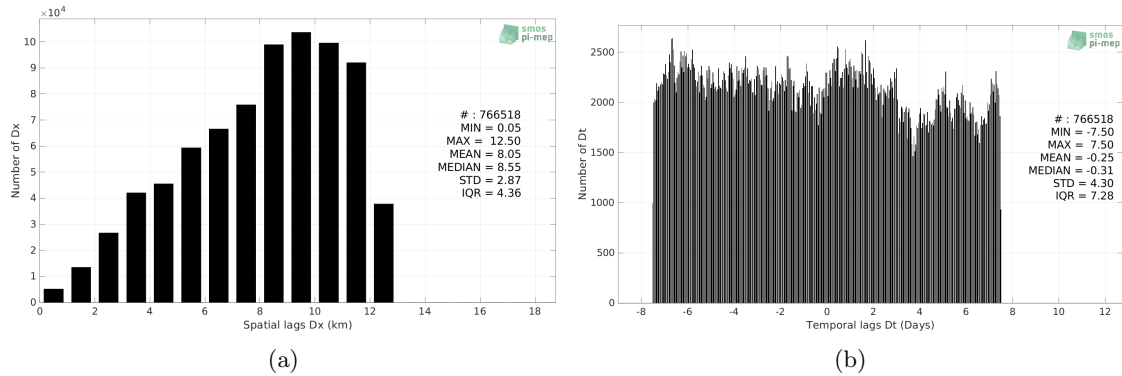 ×10⁴
10
9
8
7
6
5
4
3
2
1
0
Number of Dx
smos
pi-mep
# : 766518
MIN = 0.05
MAX = 12.50
MEAN = 8.05
MEDIAN = 8.55
STD = 2.87
IQR = 4.36
0 2 4 6 8 10 12 14 16 18
Spatial lags Dx (km)
(a)
2500
2000
1500
1000
500
0
Number of Dt
smos
pi-mep
# : 766518
MIN = -7.50
MAX = 7.50
MEAN = -0.25
MEDIAN = -0.31
STD = 4.30
IQR = 7.28
-8 -6 -4 -2 0 2 4 6 8 10 12
Temporal lags Dt (Days)
(b)